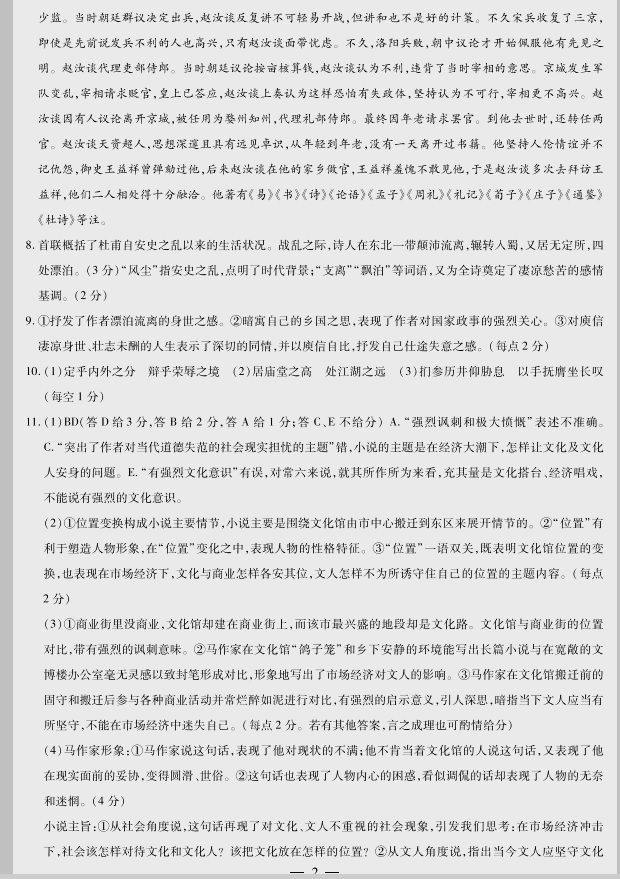 少监。当时朝廷群议决定出兵,赵汝谈反复讲不可轻易开战,但讲和也不是好的计策。不久宋兵收复了三京,
即使是先前说发兵不利的人也高兴,只有赵汝谈面带忧虑。不久,洛阳兵败,朝中议论才开始佩服他有先见之
明。赵汝谈代理吏部侍郎。当时朝廷议论按亩核算钱,赵汝谈认为不利,违背了当时宰相的意思。京城发生军
队变乱,宰相请求贬官,皇上已答应,赵汝谈上奏认为这样恐怕有失政体,坚持认为不可行,宰相更不高兴。赵
汝谈因有人议论离开京城,被任用为婺州知州,代理礼部侍郎。最终因年老请求罢官。到他去世时,还转任两
官。赵汝谈天资超人,思想深邃且具有远见卓识,从年轻到年老,没有一天离开过书籍。他坚持人伦情谊并不
记仇怨,御史王益祥曾弹劾过他,后来赵汝谈在他的家乡做官,王益祥羞愧不敢见他,于是赵汝谈多次去拜访王
益祥,他们二人相处得十分融洽。他著有《易》《书》《诗》《论语》《孟子》《周礼》《礼记》《荀子》《庄子》《通鉴》
《杜诗》等注。
8. 首联概括了杜甫自安史之乱以来的生活状况。战乱之际,诗人在东北一带颠沛流离,辗转入蜀,又居无定所,四
处漂泊。(3 分)“风尘”指安史之乱,点明了时代背景;“支离”“飘泊”等词语,又为全诗奠定了凄凉愁苦的感情
基调。(2 分)
9. ①抒发了作者漂泊流离的身世之感。②暗寓自己的乡国之思,表现了作者对国家政事的强烈关心。③对庾信
凄凉身世、壮志未酬的人生表示了深切的同情,并以庾信自比,抒发自己仕途失意之感。(每点 2 分)
10. (1)定乎内外之分 辩乎荣辱之境 (2)居庙堂之高 处江湖之远 (3)扪参历井仰胁息 以手抚膺坐长叹
(每空 1 分)
11. (1)BD(答 D 给 3 分,答 B 给 2 分,答 A 给 1 分;答 C、E 不给分) A. “强烈讽刺和极大愤慨”表述不准确。
C. “突出了作者对当代道德失范的社会现实担忧的主题”错,小说的主题是在经济大潮下,怎样让文化及文化
人安身的问题。E. “有强烈文化意识”有误,对常六来说,就其所作所为来看,充其量是文化搭台、经济唱戏,
不能说有强烈的文化意识。
(2)①位置变换构成小说主要情节,小说主要是围绕文化馆由市中心搬迁到东区来展开情节的。②“位置”有
利于塑造人物形象,在“位置”变化之中,表现人物的性格特征。③“位置”一语双关,既表明文化馆位置的变
换,也表现在市场经济下,文化与商业怎样各安其位,文人怎样不为所诱守住自己的位置的主题内容。(每点
2 分)
(3)①商业街里没商业,文化馆却建在商业街上,而该市最兴盛的地段却是文化路。文化馆与商业街的位置
对比,带有强烈的讽刺意味。②马作家在文化馆“鸽子笼”和乡下安静的环境能写出长篇小说与在宽敞的文
博楼办公室毫无灵感以致封笔形成对比,形象地写出了市场经济对文人的影响。③马作家在文化馆搬迁前的
固守和搬迁后参与各种商业活动并常烂醉如泥进行对比,有强烈的启示意义,引人深思,暗指当下文人应当有
所坚守,不能在市场经济中迷失自己。(每点 2 分。若有其他答案,言之成理也可酌情给分)
(4)马作家形象:①马作家说这句话,表现了他对现状的不满;他不肯当着文化馆的人说这句话,又表现了他
在现实面前的妥协,变得圆滑、世俗。②这句话也表现了人物内心的困惑,看似调侃的话却表现了人物的无奈
和迷惘。(4 分)
小说主旨:①从社会角度说,这句话再现了对文化、文人不重视的社会现象,引发我们思考:在市场经济冲击
下,社会该怎样对待文化和文化人?该把文化放在怎样的位置?②从文人角度说,指出当今文人应坚守文化
— 2 —